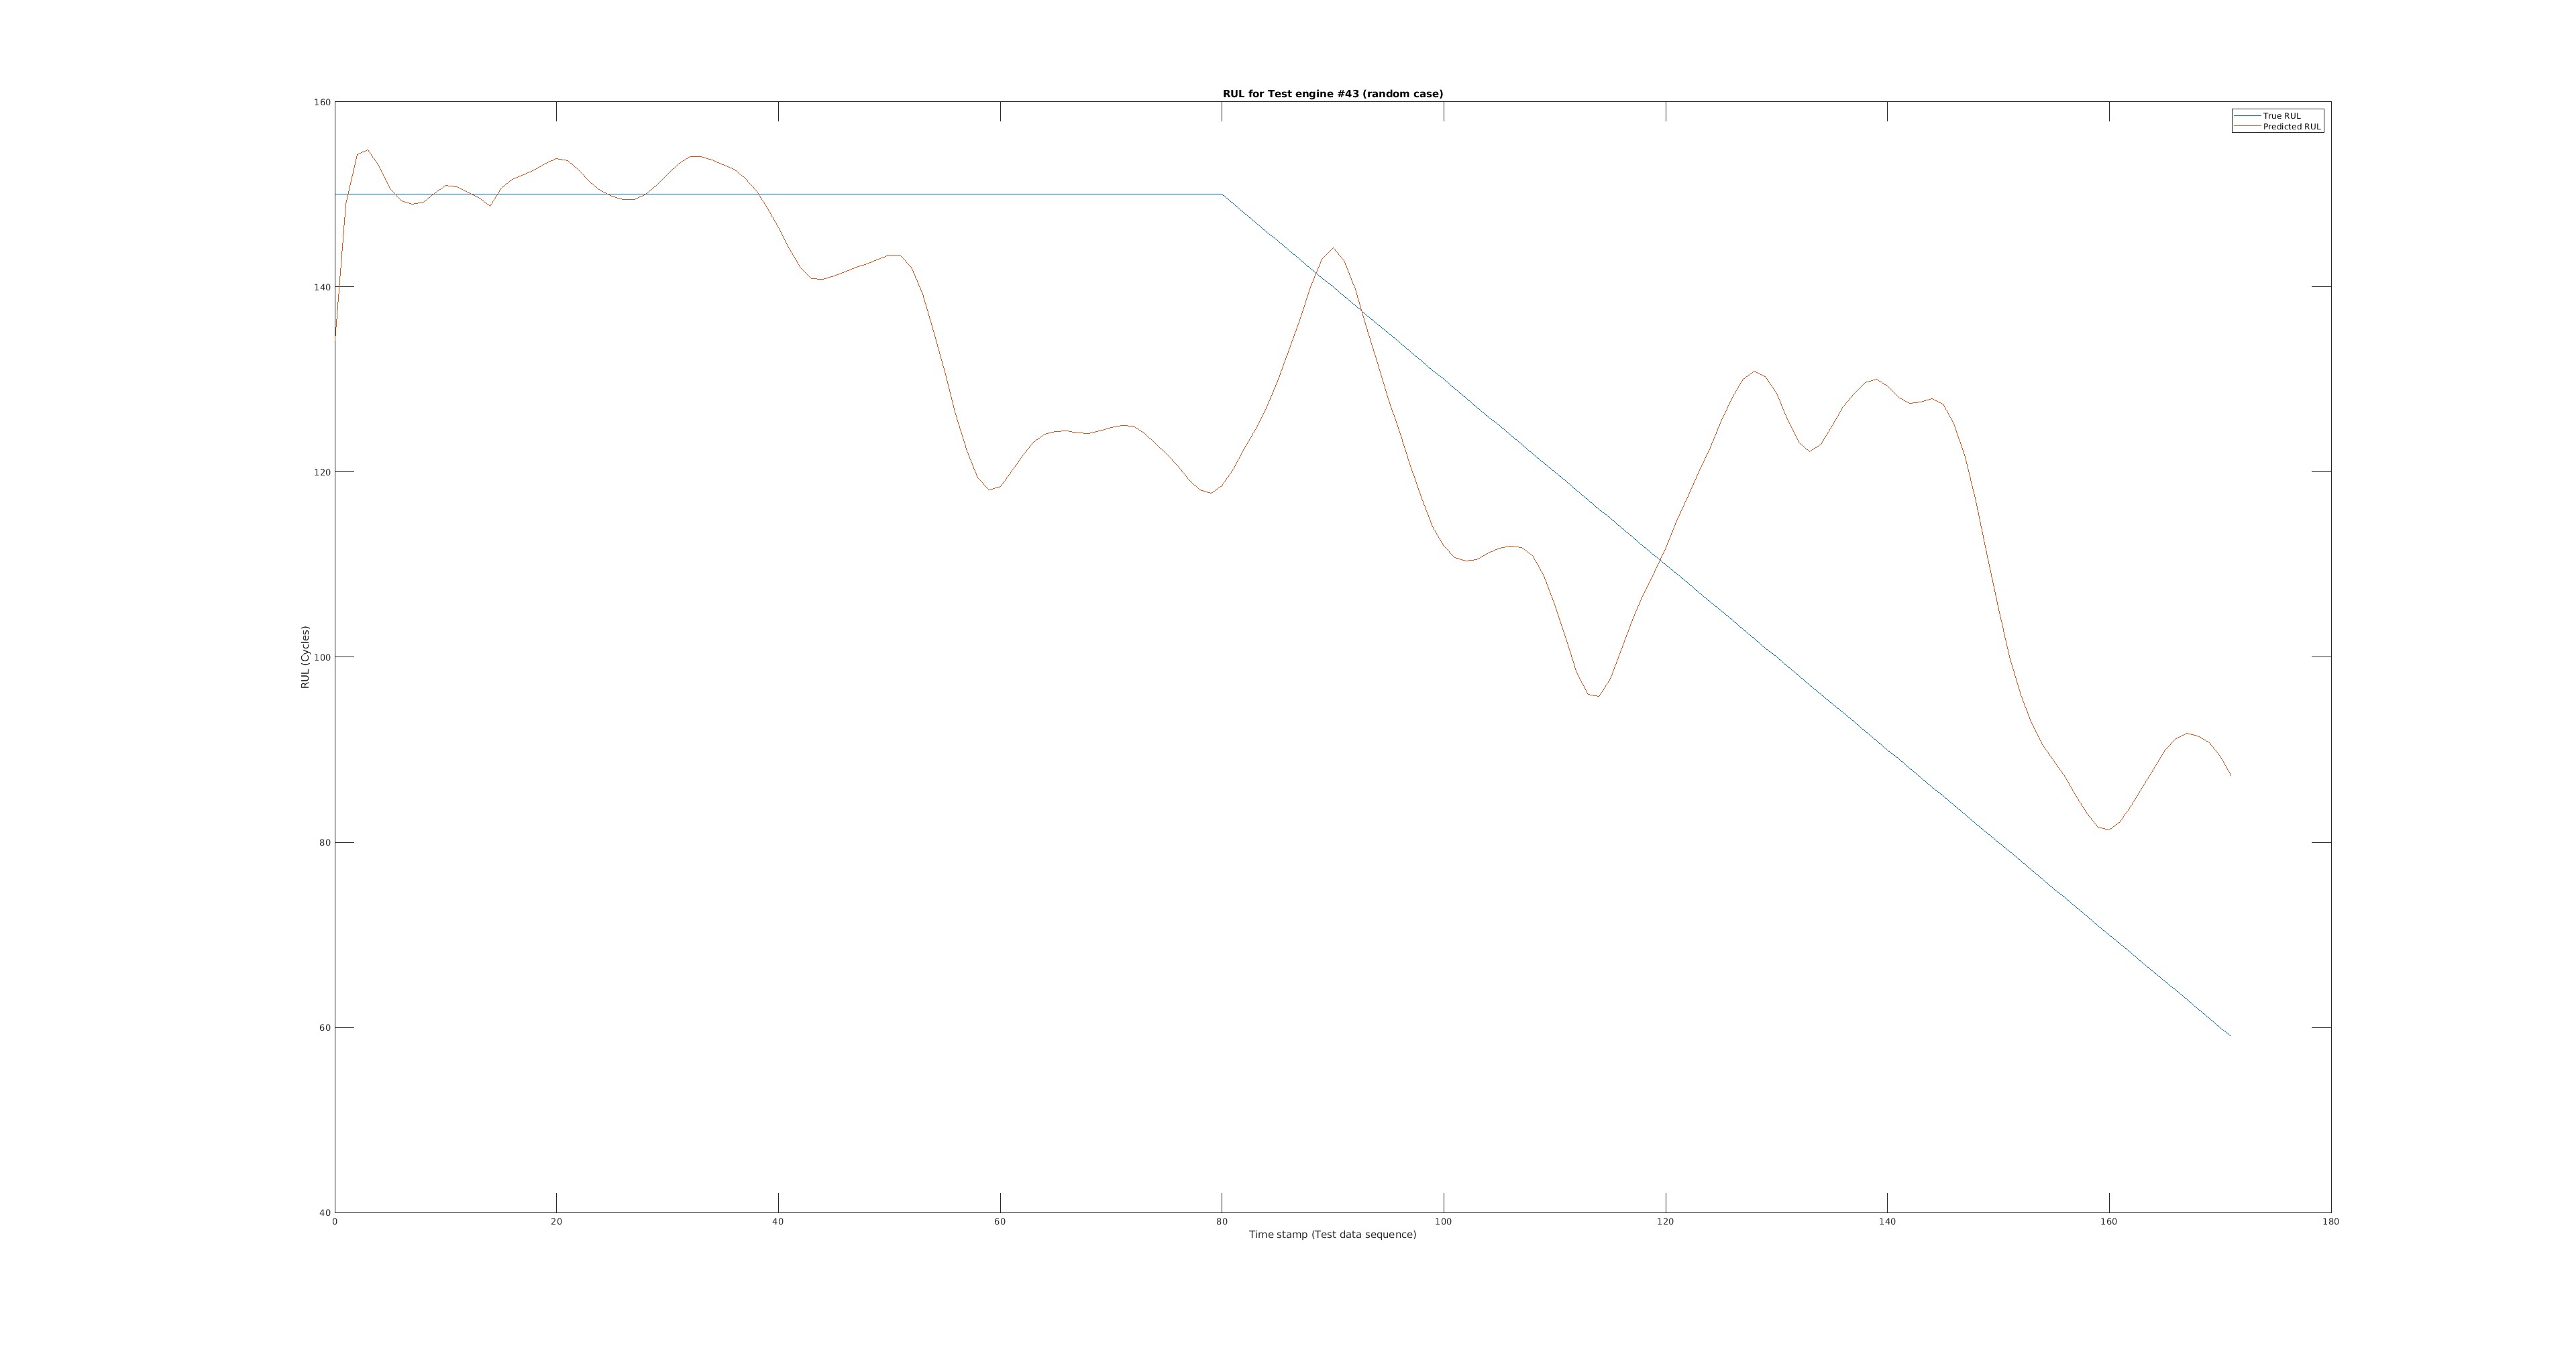 RUL for Test engine #43 (random case)
True RUL
Predicted RUL
160
140
120
100
80
60
40
RUL (Cycles)
0 20 40 60 80 100 120 140 160 180
Time stamp (Test data sequence)